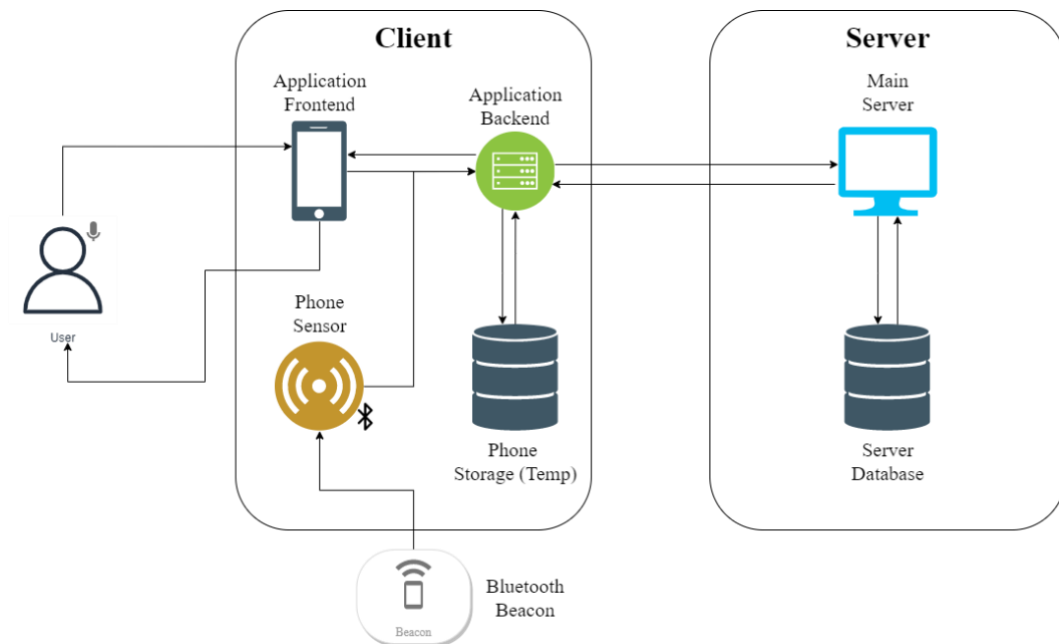 Client
Server
Application
Frontend
Application
Backend
Main
Server
User
Phone
Sensor
Phone
Storage (Temp)
Server
Database
Bluetooth
Beacon
Beacon